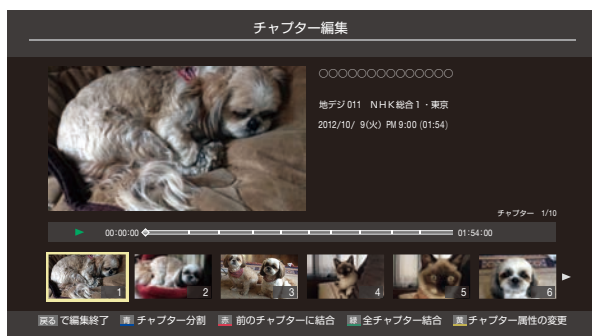 チャプター編集
○○○○○○○○○○○○○○
地デジ011 NHK総合1・東京
2012/10/ 9(火) PM 9:00 (01:54)
チャプター 1/10
00:00:00 01:54:00
1 2 3 4 5 6
戻る で編集終了 青 チャプター分割 赤 前のチャプターに結合 緑 全チャプター結合 黄 チャプター属性の変更